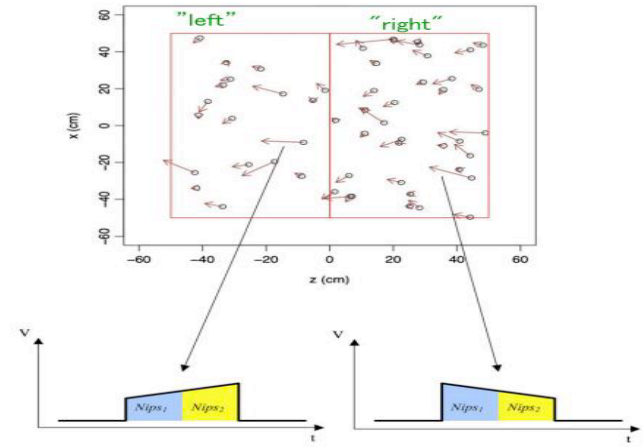 "left"
"right"
60
40
20
0
−20
−40
−60
x (cm)
−60
−40
−20
0
20
40
60
z (cm)
V
Nips₁
Nips₂
t
V
Nips₁
Nips₂
t